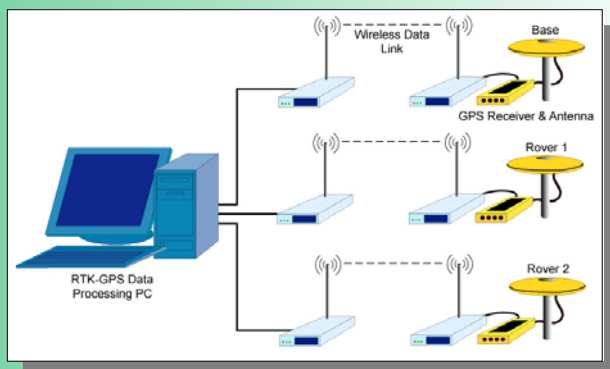 Wireless Data
Link
Base
GPS Receiver & Antenna
Rover 1
RTK-GPS Data
Processing PC
Rover 2